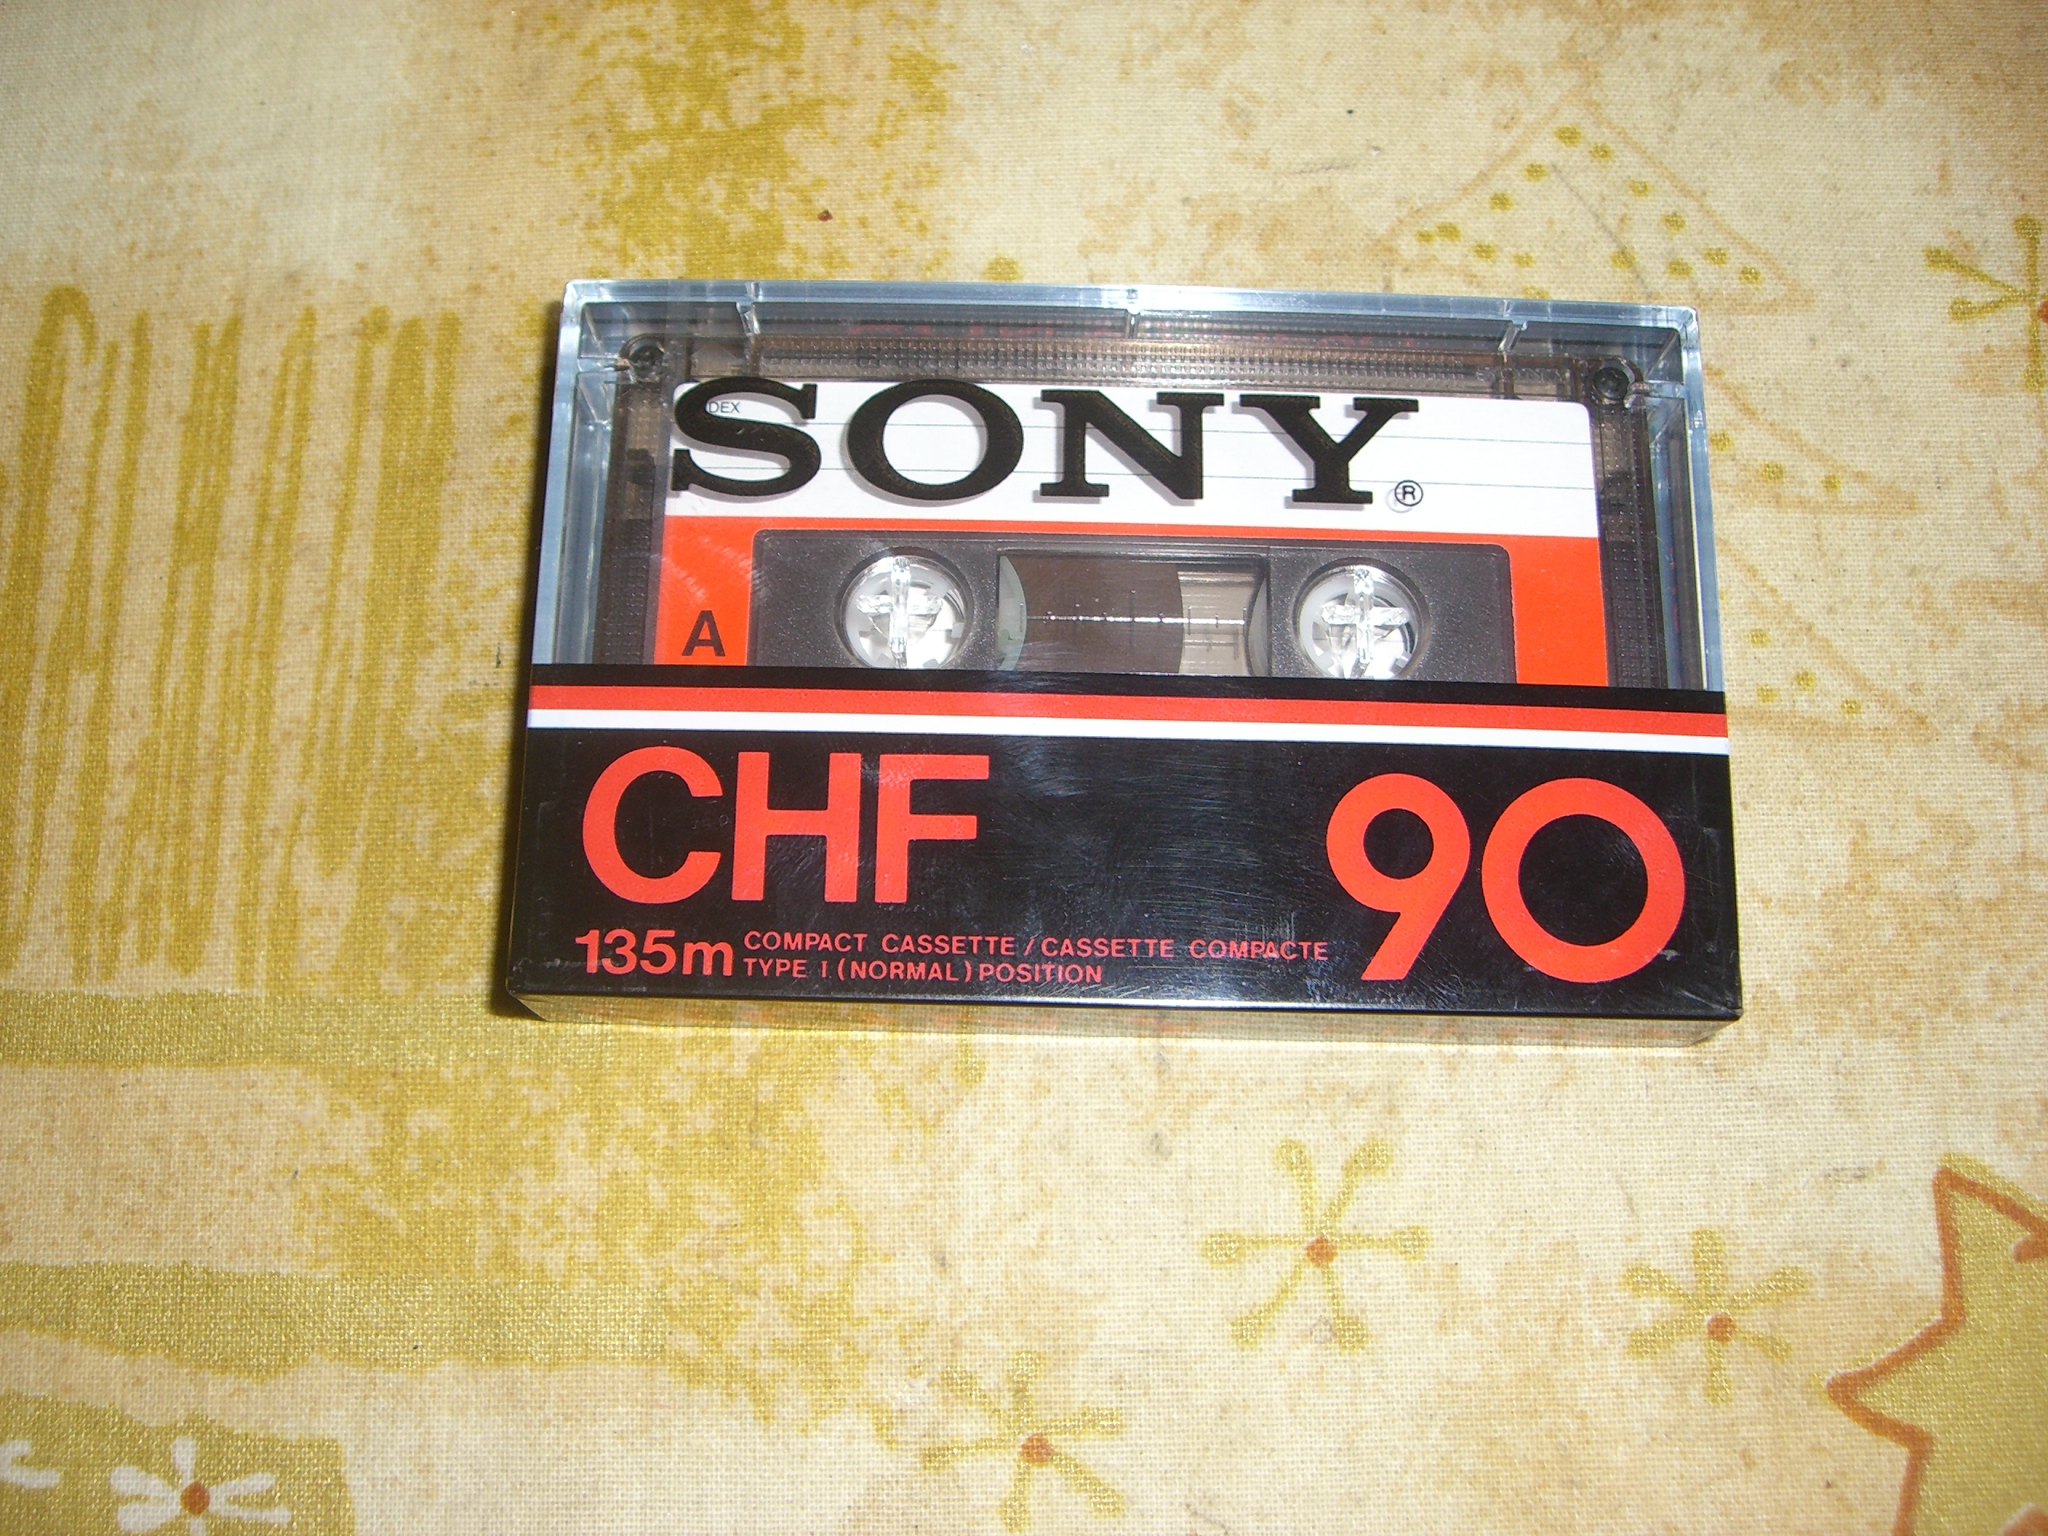 SONY®
DEX
A
CHF 90
135m COMPACT CASSETTE / CASSETTE COMPACTE
TYPE I (NORMAL) POSITION